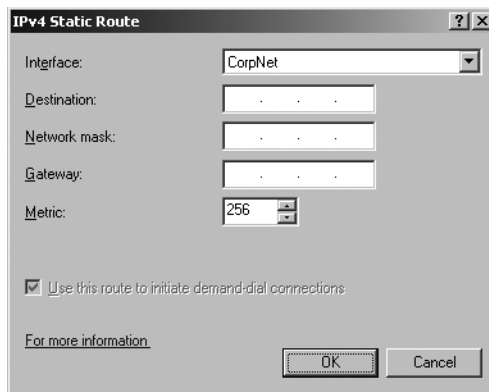 IPv4 Static Route
Interface: CorpNet
Destination: . . .
Network mask: . . .
Gateway: . . .
Metric: 256
Use this route to initiate demand-dial connections
For more information
OK Cancel